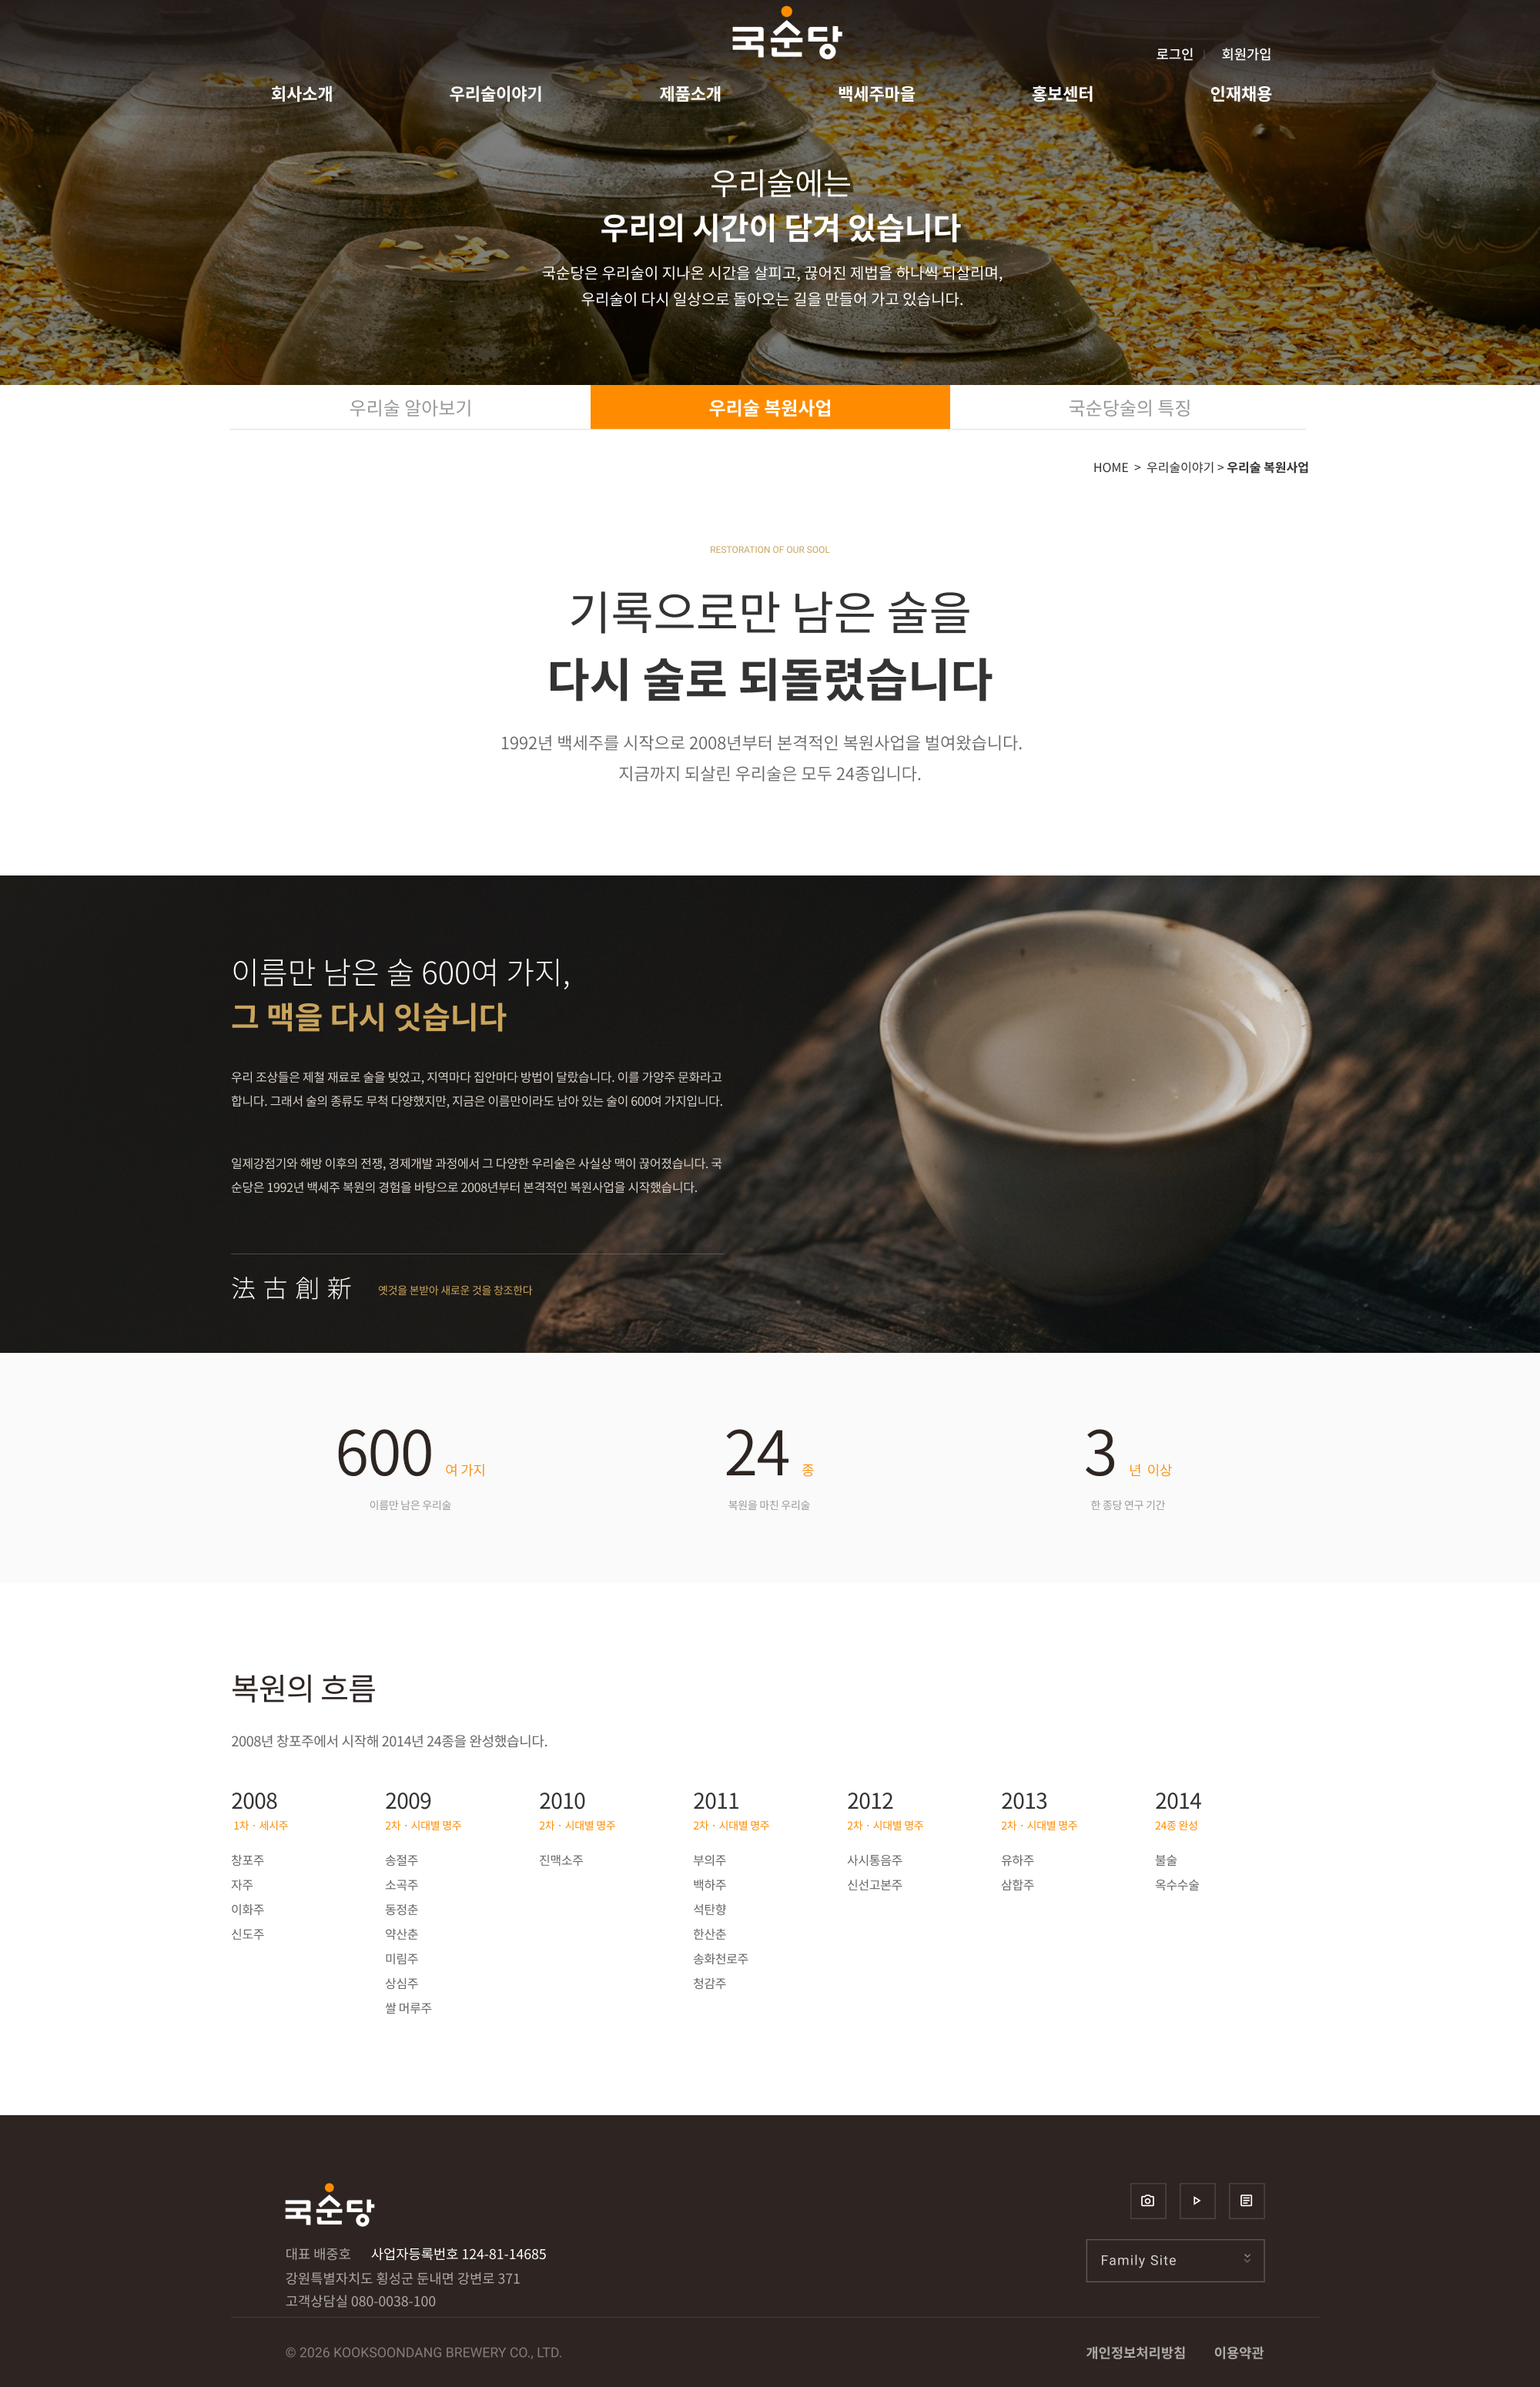 국순당
로그인 회원가입
회사소개 우리술이야기 제품소개 백세주마을 홍보센터 인재채용
우리술에는
우리의 시간이 담겨 있습니다
국순당은 우리술이 지나온 시간을 살피고, 끊어진 제법을 하나씩 되살리며,
우리술이 다시 일상으로 돌아오는 길을 만들어 가고 있습니다.
우리술 알아보기 우리술 복원사업 국순당술의 특징
HOME > 우리술이야기 > 우리술 복원사업
RESTORATION OF OUR SOOL
기록으로만 남은 술을
다시 술로 되돌렸습니다
1992년 백세주를 시작으로 2008년부터 본격적인 복원사업을 벌여왔습니다.
지금까지 되살린 우리술은 모두 24종입니다.
이름만 남은 술 600여 가지,
그 맥을 다시 잇습니다
우리 조상들은 제철 재료로 술을 빚었고, 지역마다 집안마다 방법이 달랐습니다. 이를 가양주 문화라고
합니다. 그래서 술의 종류도 무척 다양했지만, 지금은 이름만이라도 남아 있는 술이 600여 가지입니다.
일제강점기와 해방 이후의 전쟁, 경제개발 과정에서 그 다양한 우리술은 사실상 맥이 끊어졌습니다. 국
순당은 1992년 백세주 복원의 경험을 바탕으로 2008년부터 본격적인 복원사업을 시작했습니다.
法古創新 옛것을 본받아 새로운 것을 창조한다
600 여 가지 24 종 3 년 이상
이름만 남은 우리술 복원을 마친 우리술 한 종당 연구 기간
복원의 흐름
2008년 창포주에서 시작해 2014년 24종을 완성했습니다.
2008
1차 · 세시주
창포주
자주
이화주
신도주
2009
2차 · 시대별 명주
송절주
소곡주
동정춘
약산춘
미림주
상심주
쌀 머루주
2010
2차 · 시대별 명주
진맥소주
2011
2차 · 시대별 명주
부의주
백하주
석탄향
한산춘
송화천로주
청감주
2012
2차 · 시대별 명주
사시통음주
신선고본주
2013
2차 · 시대별 명주
유하주
삼합주
2014
24종 완성
불술
옥수수술
국순당
대표 배중호 사업자등록번호 124-81-14685
강원특별자치도 횡성군 둔내면 강변로 371
고객상담실 080-0038-100
Family Site
© 2026 KOOKSOONDANG BREWERY CO., LTD.
개인정보처리방침 이용약관